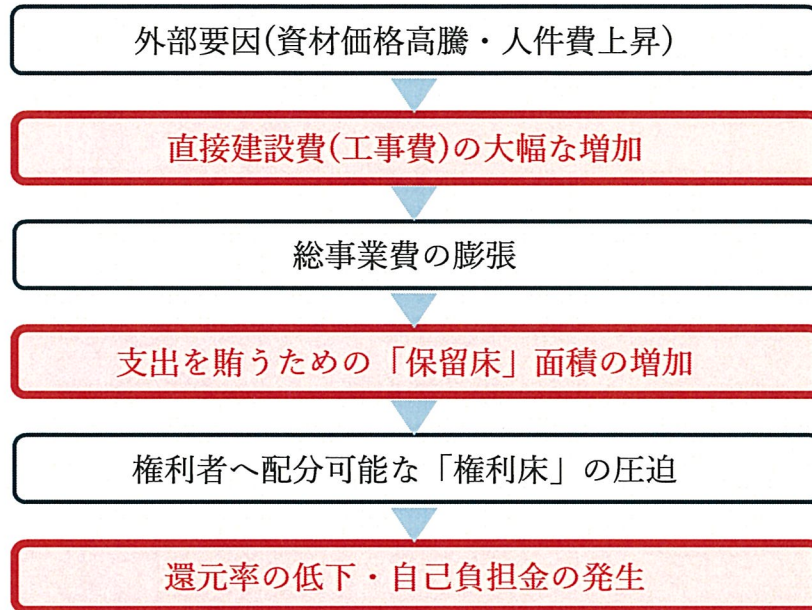 外部要因(資材価格高騰・人件費上昇)
直接建設費(工事費)の大幅な増加
総事業費の膨張
支出を賄うための「保留床」面積の増加
権利者へ配分可能な「権利床」の圧迫
還元率の低下・自己負担金の発生